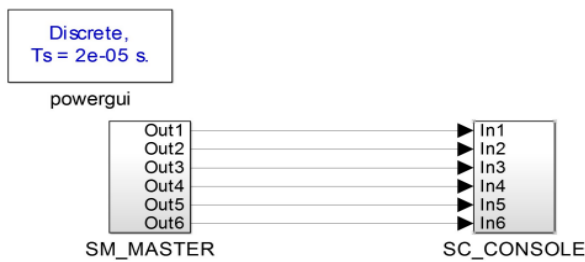 Discrete,
Ts = 2e-05 s.
powergui
Out1
Out2
Out3
Out4
Out5
Out6
SM_MASTER
In1
In2
In3
In4
In5
In6
SC_CONSOLE